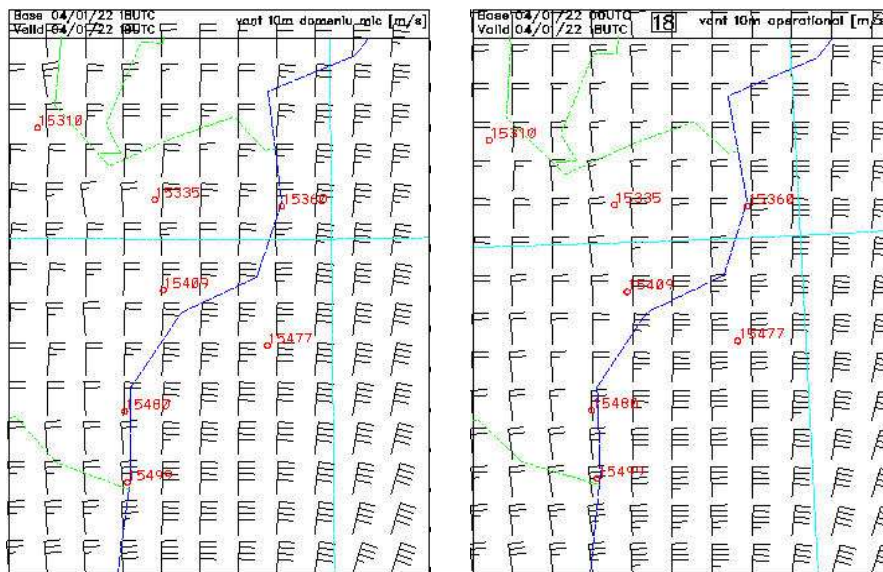 Base 04/01/22 18UTC
Valid 04/01/22 18UTC
vant 10m domeniu mic [m/s]
15310
15335
15360
15409
15477
15480
15499
Base 04/01/22 00UTC
Valid 04/01/22 18UTC
18
vant 10m operational [m/s
15310
15335
15360
15409
15477
15480
15499